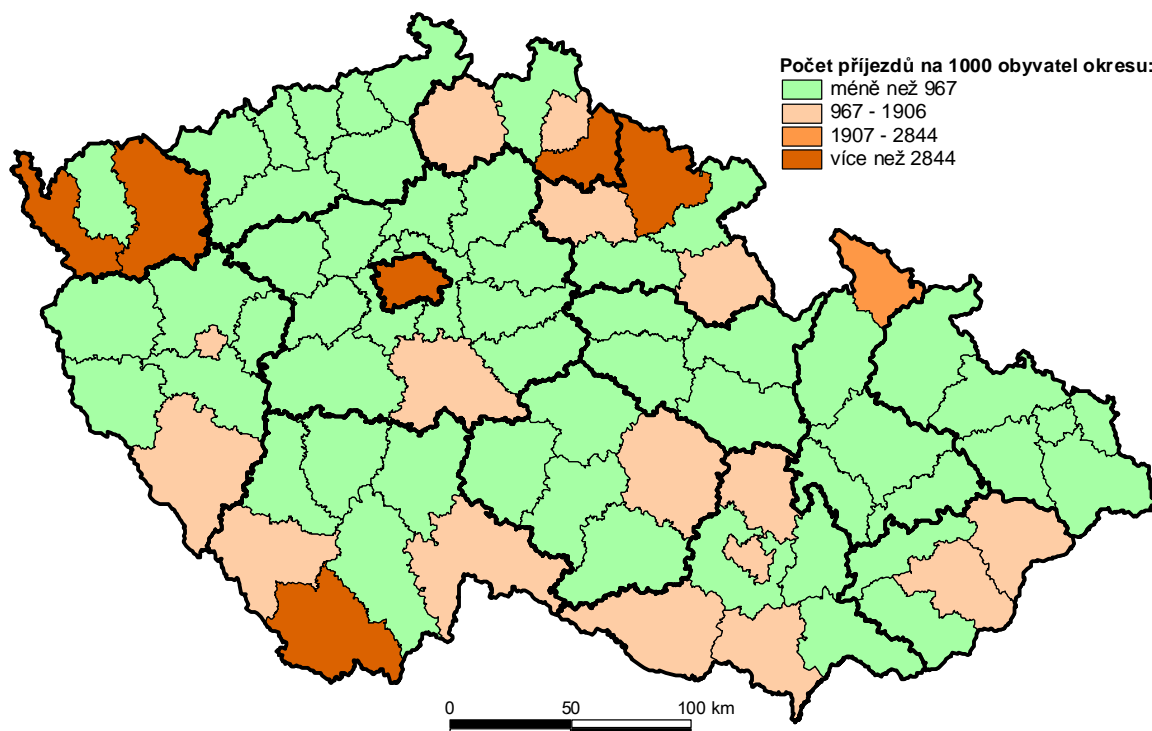 Počet příjezdů na 1000 obyvatel okresu:
méně než 967
967 - 1906
1907 - 2844
více než 2844
0 50 100 km